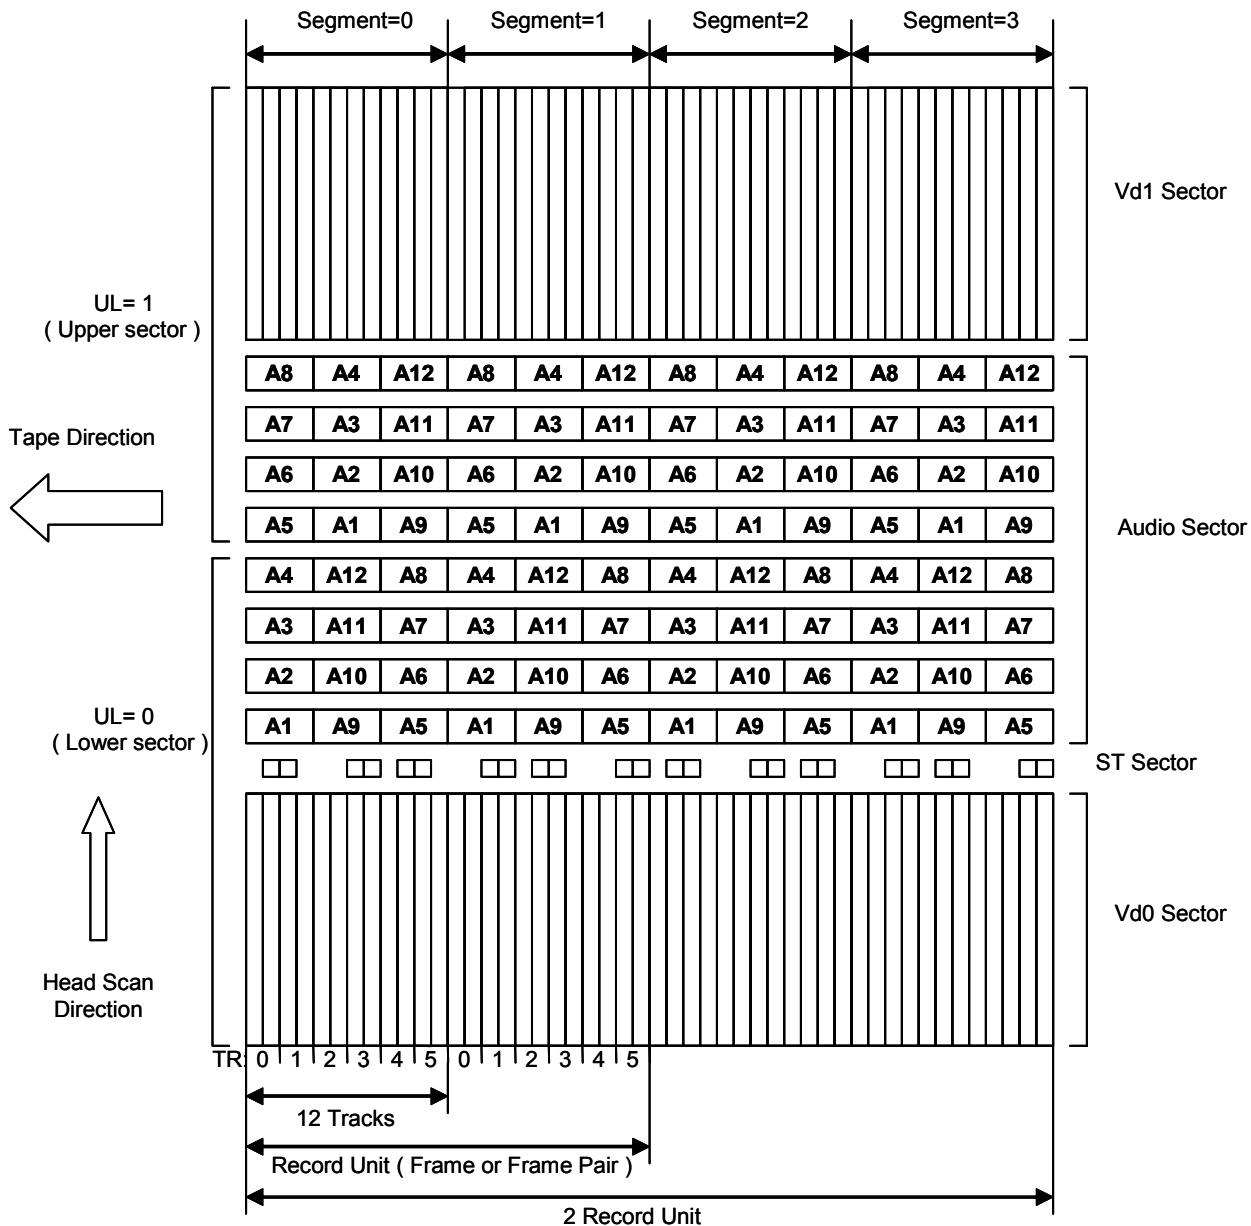 Segment=0 Segment=1 Segment=2 Segment=3
Vd1 Sector
UL= 1
( Upper sector )
A8 A4 A12 A8 A4 A12 A8 A4 A12 A8 A4 A12
A7 A3 A11 A7 A3 A11 A7 A3 A11 A7 A3 A11
Tape Direction
A6 A2 A10 A6 A2 A10 A6 A2 A10 A6 A2 A10
A5 A1 A9 A5 A1 A9 A5 A1 A9 A5 A1 A9
Audio Sector
A4 A12 A8 A4 A12 A8 A4 A12 A8 A4 A12 A8
A3 A11 A7 A3 A11 A7 A3 A11 A7 A3 A11 A7
A2 A10 A6 A2 A10 A6 A2 A10 A6 A2 A10 A6
UL= 0
( Lower sector )
A1 A9 A5 A1 A9 A5 A1 A9 A5 A1 A9 A5
ST Sector
Vd0 Sector
Head Scan
Direction
TR: 0 1 2 3 4 5 0 1 2 3 4 5
12 Tracks
Record Unit ( Frame or Frame Pair )
2 Record Unit